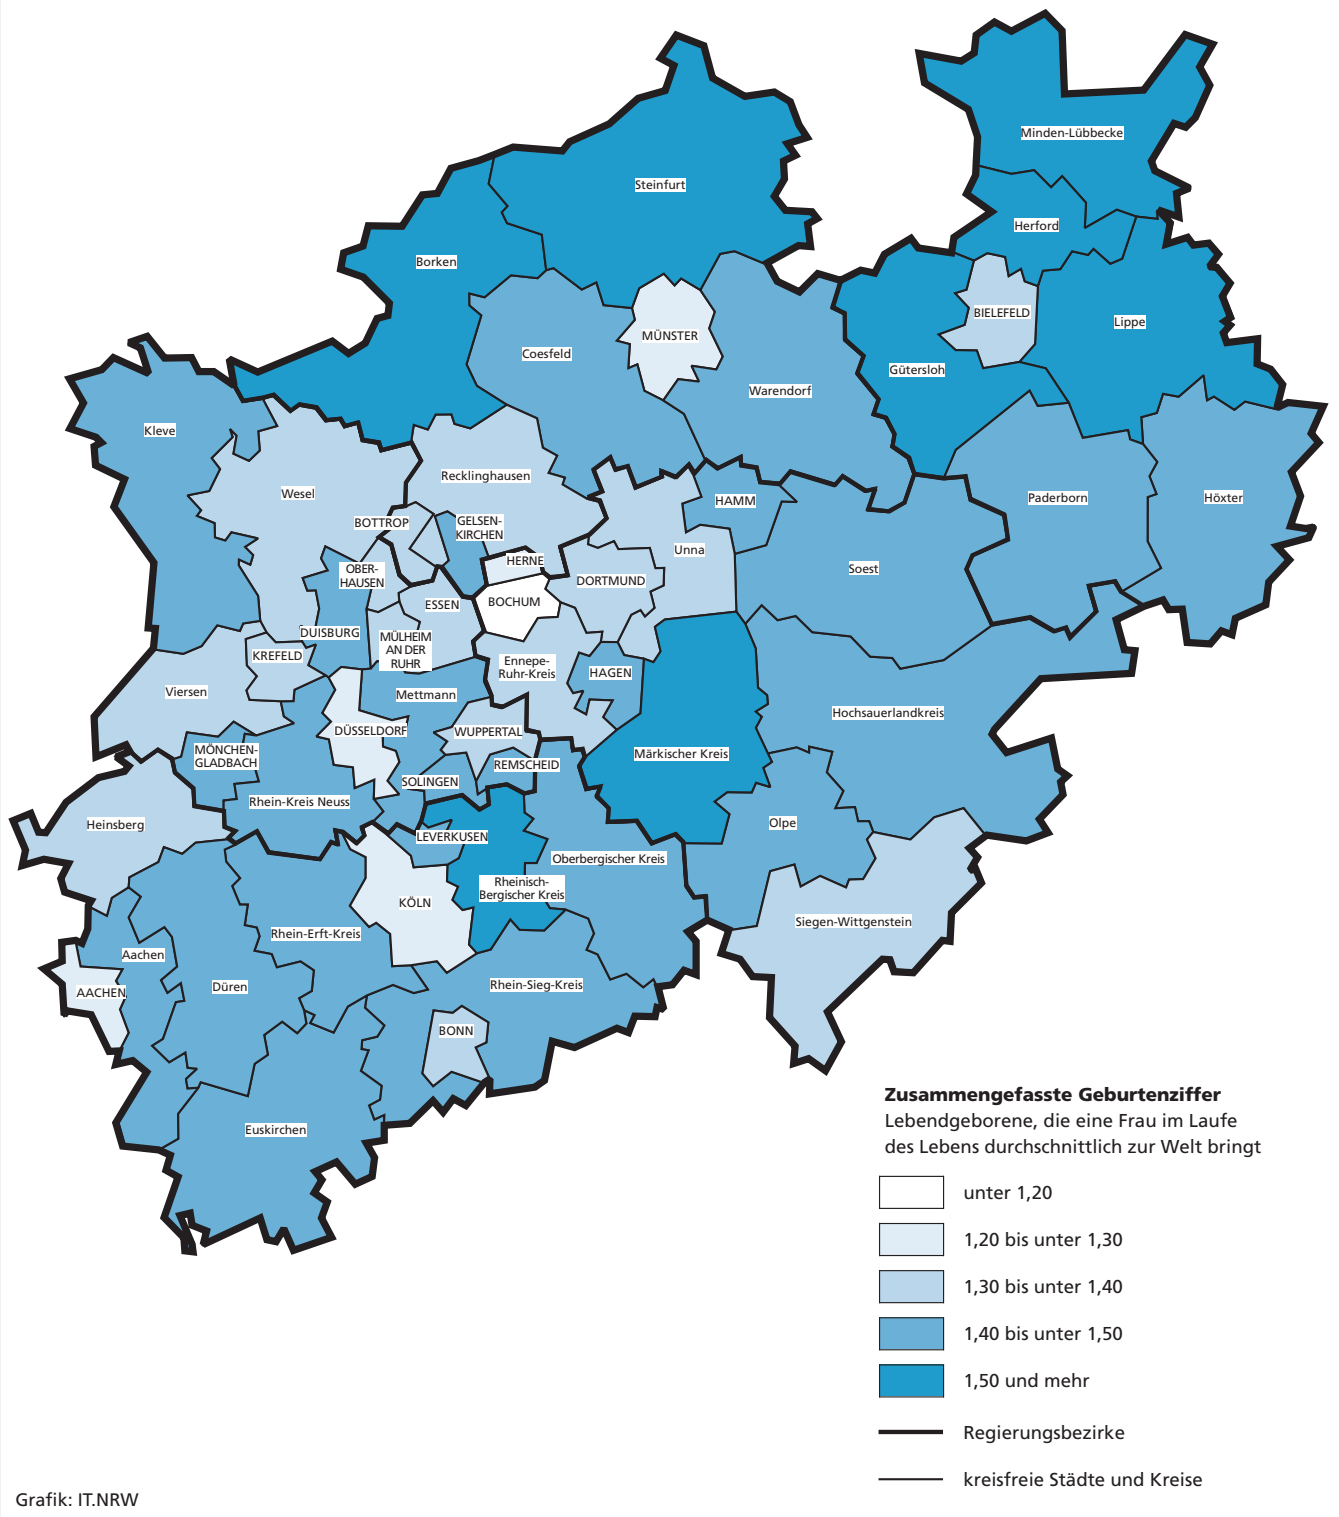 Minden-Lübbecke
Steinfurt
Herford
Borken
BIELEFELD
Lippe
MÜNSTER
Coesfeld
Gütersloh
Warendorf
Kleve
Recklinghausen
Wesel
Paderborn
Höxter
HAMM
BOTTROP
GELSEN-
KIRCHEN
Unna
HERNE
Soest
OBER-
HAUSEN
DORTMUND
ESSEN
BOCHUM
DUISBURG
MÜLHEIM
AN DER
RUHR
KREFELD
Ennepe-
Ruhr-Kreis
HAGEN
Viersen
Mettmann
Hochsauerlandkreis
DÜSSELDORF
WUPPERTAL
MÖNCHEN-
GLADBACH
Märkischer Kreis
REMSCHEID
SOLINGEN
Rhein-Kreis Neuss
Heinsberg
Olpe
LEVERKUSEN
Oberbergischer Kreis
Rheinisch-
Bergischer Kreis
KÖLN
Siegen-Wittgenstein
Rhein-Erft-Kreis
Aachen
Rhein-Sieg-Kreis
Düren
AACHEN
BONN
Euskirchen
Zusammengefasste Geburtenziffer
Lebendgeborene, die eine Frau im Laufe
des Lebens durchschnittlich zur Welt bringt
unter 1,20
1,20 bis unter 1,30
1,30 bis unter 1,40
1,40 bis unter 1,50
1,50 und mehr
Regierungsbezirke
kreisfreie Städte und Kreise
Grafik: IT.NRW